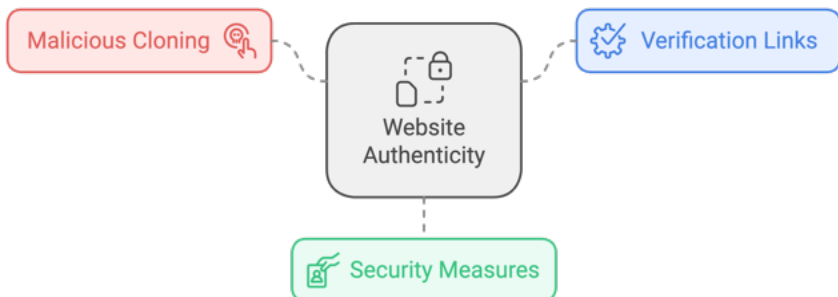 Malicious Cloning
Verification Links
Website
Authenticity
Security Measures